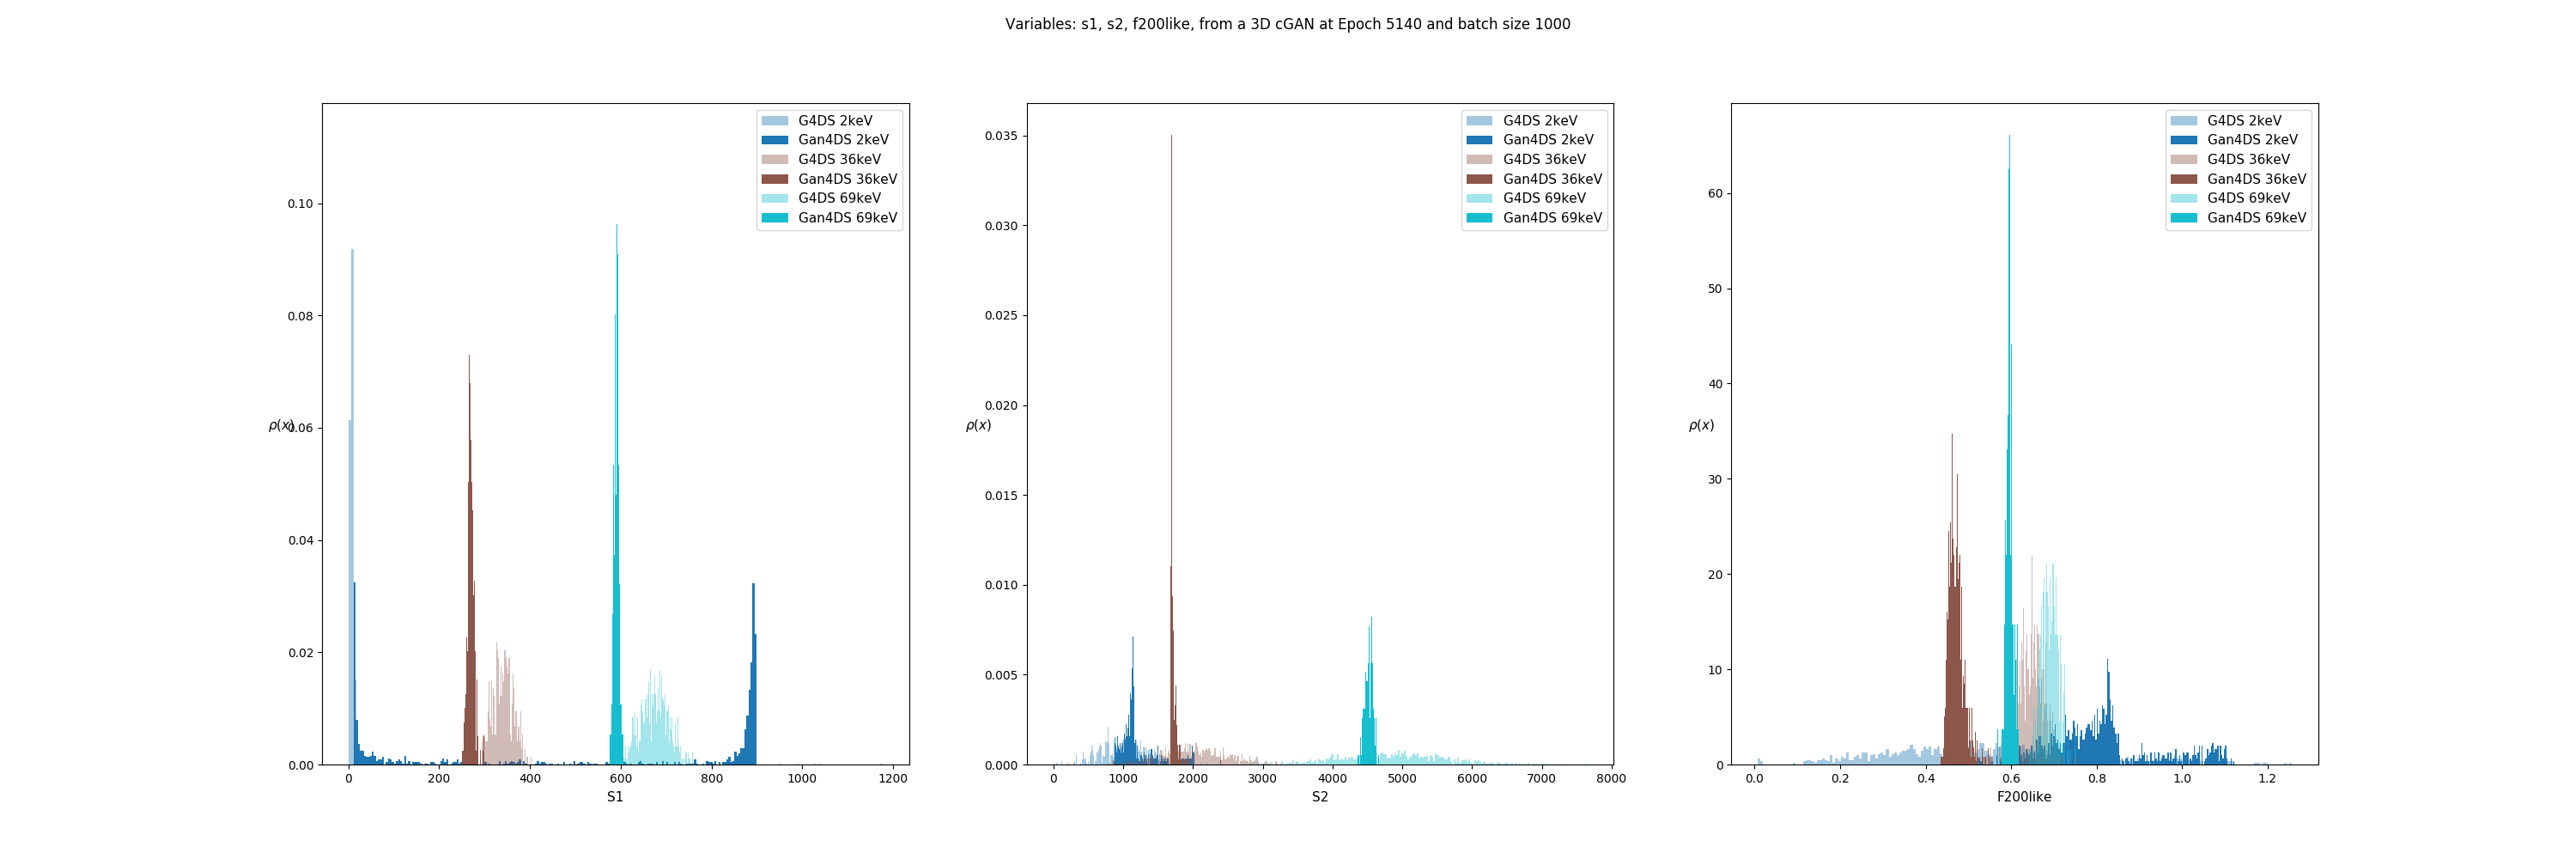 Variables: s1, s2, f200like, from a 3D cGAN at Epoch 5140 and batch size 1000
G4DS 2keV
Gan4DS 2keV
G4DS 36keV
Gan4DS 36keV
G4DS 69keV
Gan4DS 69keV
0.10
0.08
0.06
0.04
0.02
0.00
ρ(x)
0 200 400 600 800 1000 1200
S1
G4DS 2keV
Gan4DS 2keV
G4DS 36keV
Gan4DS 36keV
G4DS 69keV
Gan4DS 69keV
0.035
0.030
0.025
0.020
0.015
0.010
0.005
0.000
ρ(x)
0 1000 2000 3000 4000 5000 6000 7000 8000
S2
G4DS 2keV
Gan4DS 2keV
G4DS 36keV
Gan4DS 36keV
G4DS 69keV
Gan4DS 69keV
60
50
40
30
20
10
0
ρ(x)
0.0 0.2 0.4 0.6 0.8 1.0 1.2
F200like